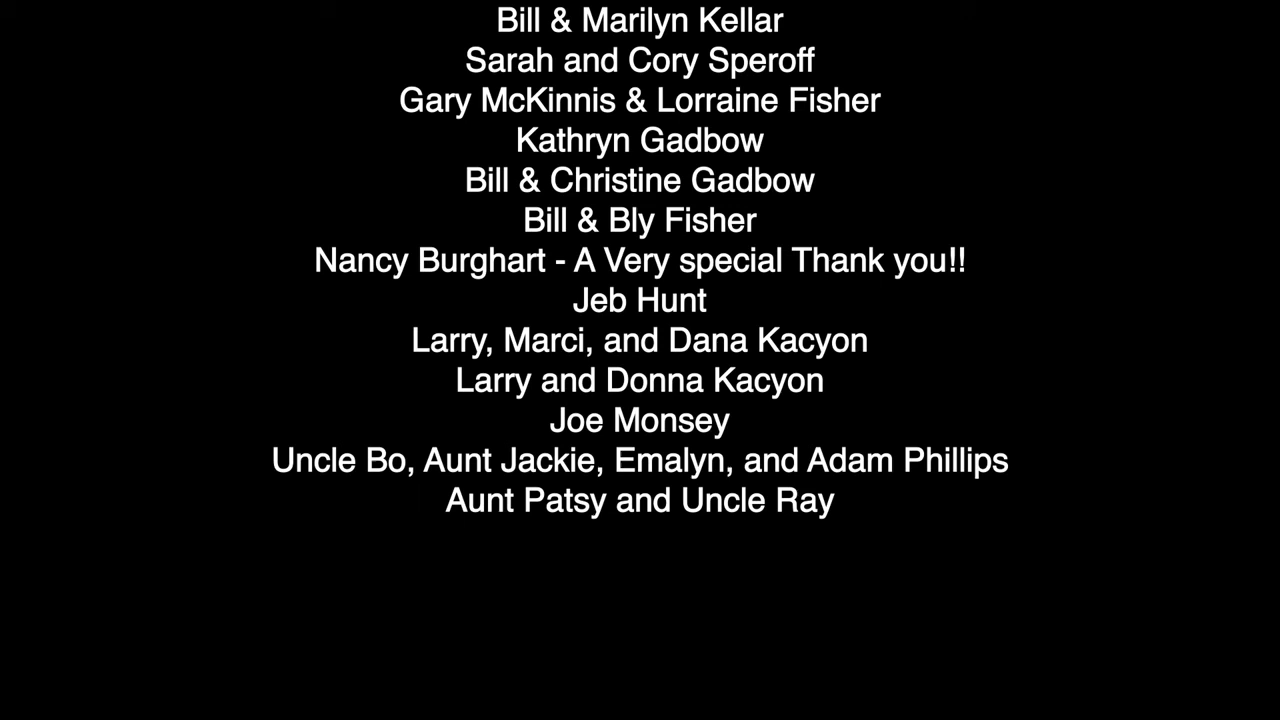 Bill & Marilyn Kellar
Sarah and Cory Speroff
Gary McKinnis & Lorraine Fisher
Kathryn Gadbow
Bill & Christine Gadbow
Bill & Bly Fisher
Nancy Burghart - A Very special Thank you!!
Jeb Hunt
Larry, Marci, and Dana Kacyon
Larry and Donna Kacyon
Joe Monsey
Uncle Bo, Aunt Jackie, Emalyn, and Adam Phillips
Aunt Patsy and Uncle Ray